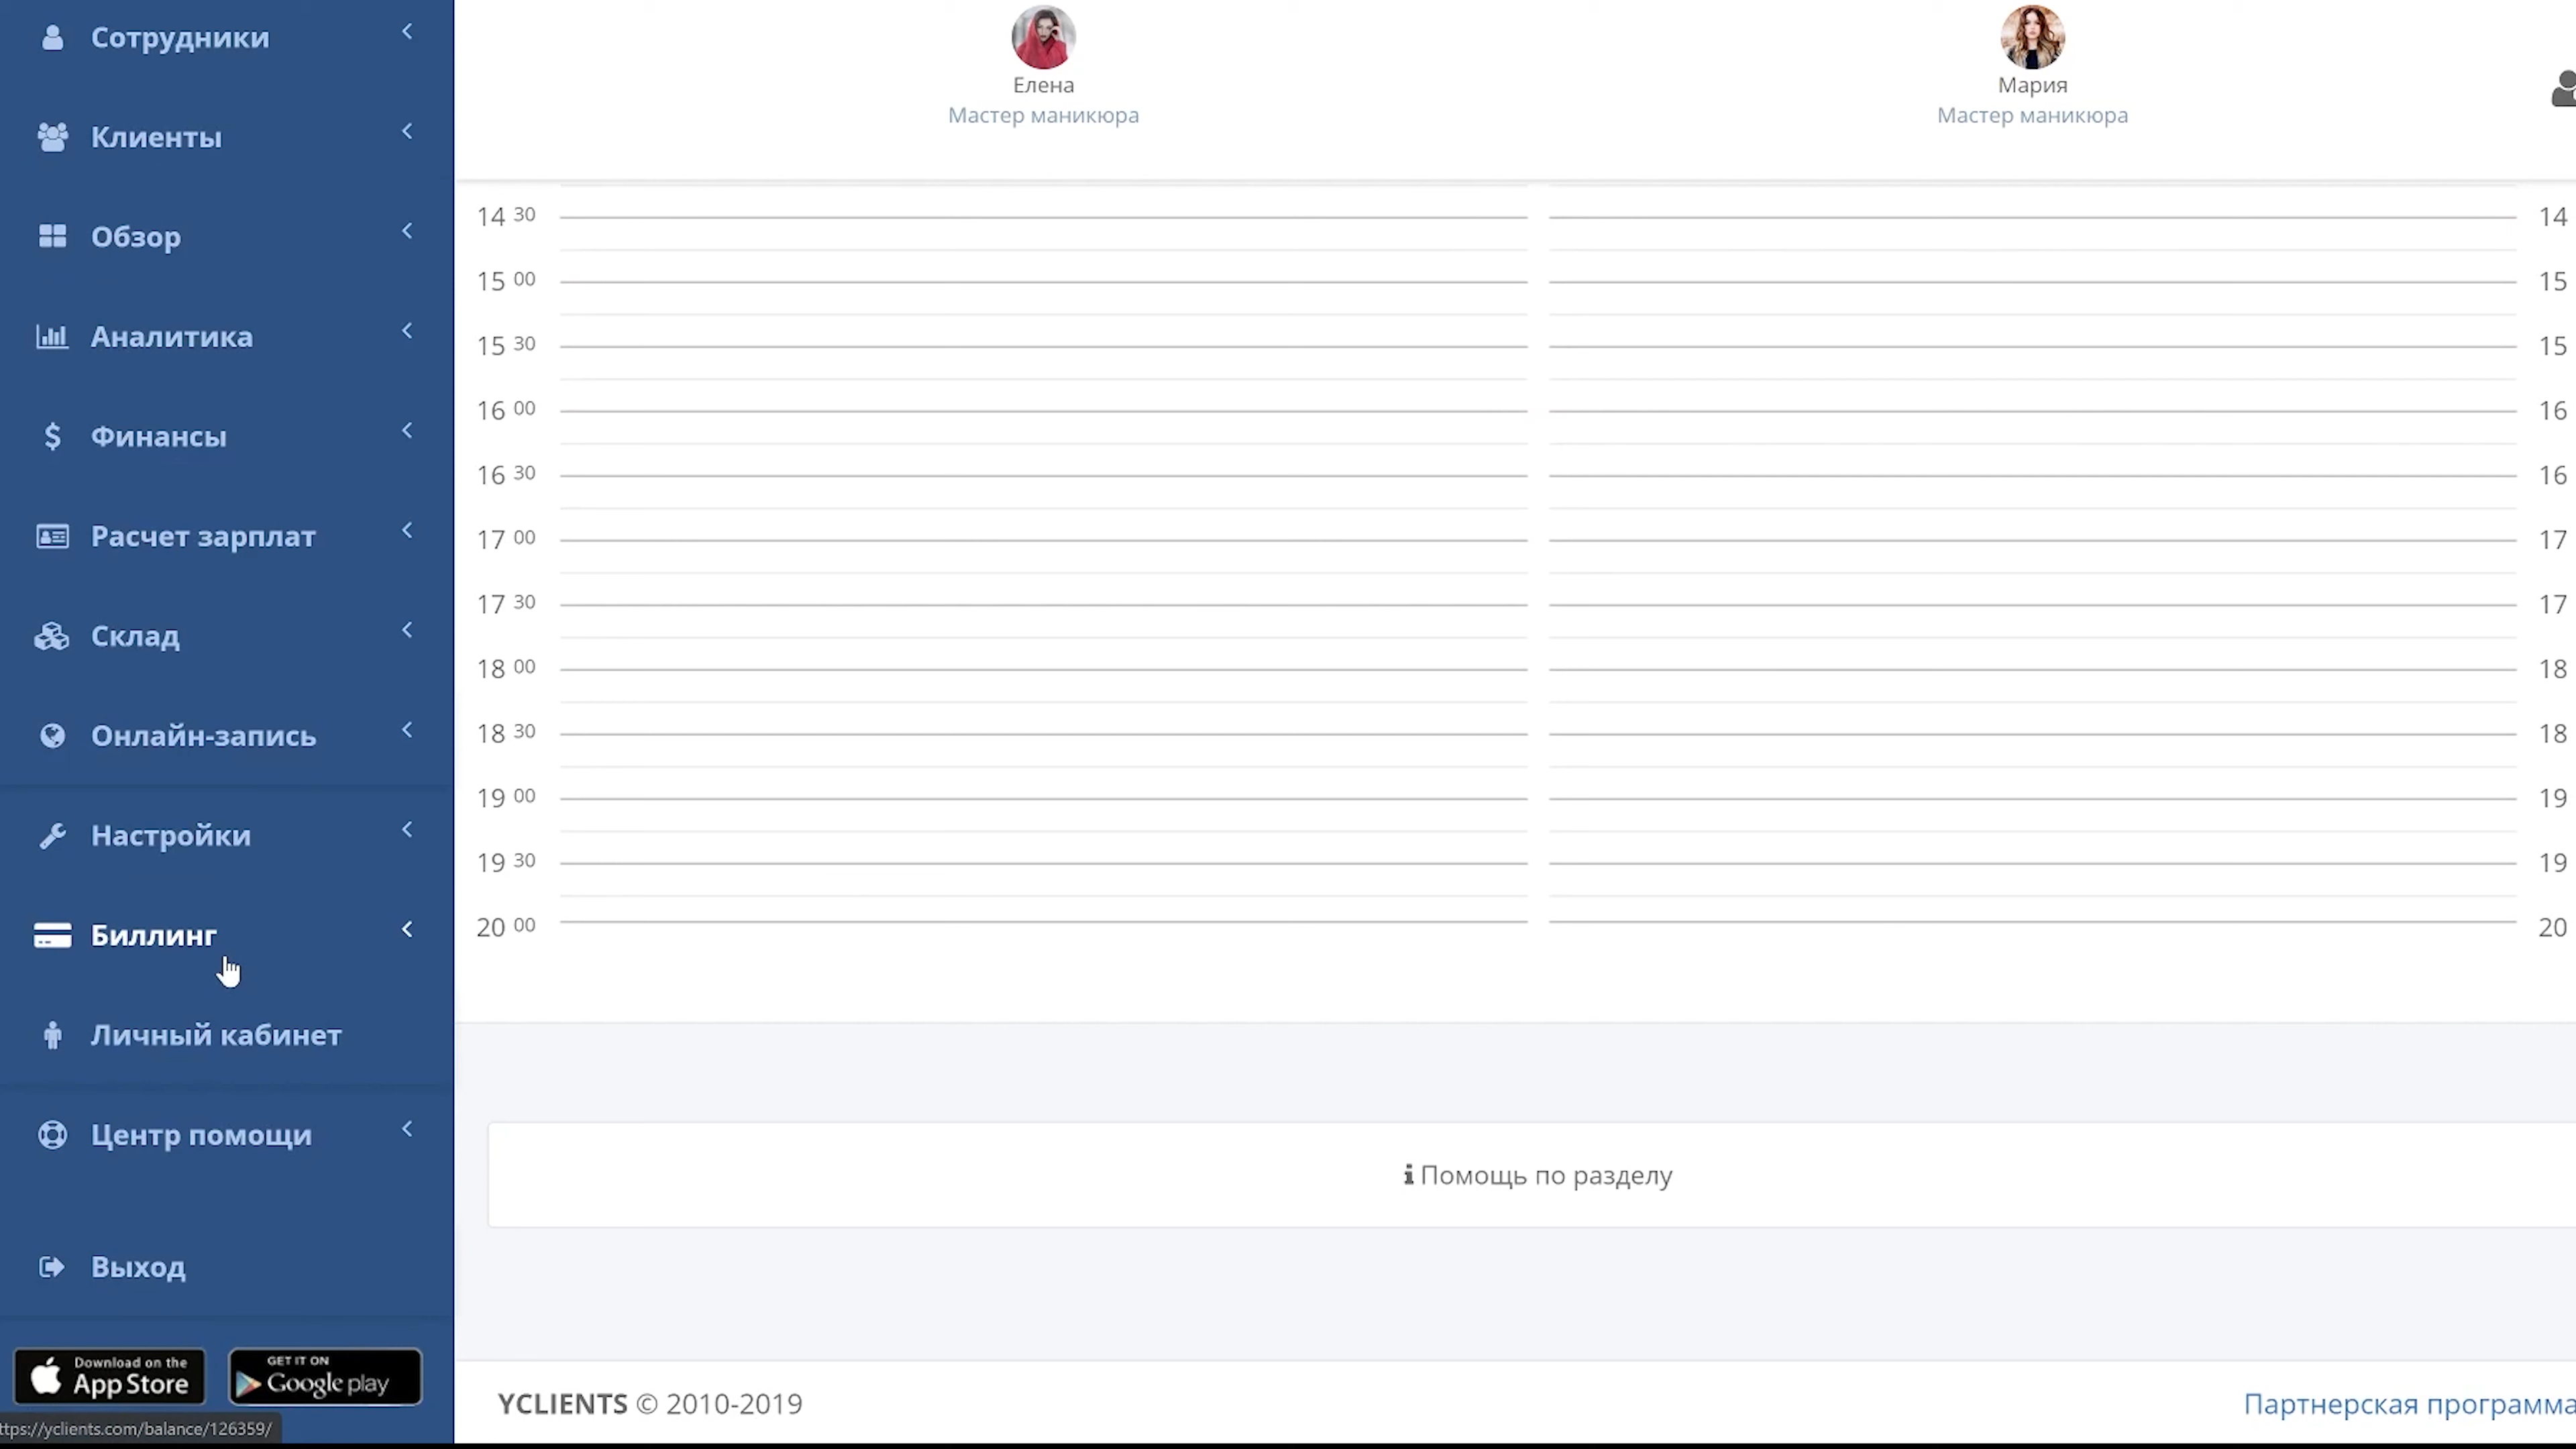 Сотрудники
Клиенты
Обзор
Аналитика
Финансы
Расчет зарплат
Склад
Онлайн-запись
Настройки
Биллинг
Личный кабинет
Центр помощи
Выход
Download on the
App Store
GET IT ON
Google play
ttps://yclients.com/balance/126359/
Елена
Мастер маникюра
Мария
Мастер маникюра
14 30 14
15 00 15
15 30 15
16 00 16
16 30 16
17 00 17
17 30 17
18 00 18
18 30 18
19 00 19
19 30 19
20 00 20
Помощь по разделу
YCLIENTS © 2010-2019
Партнерская программа